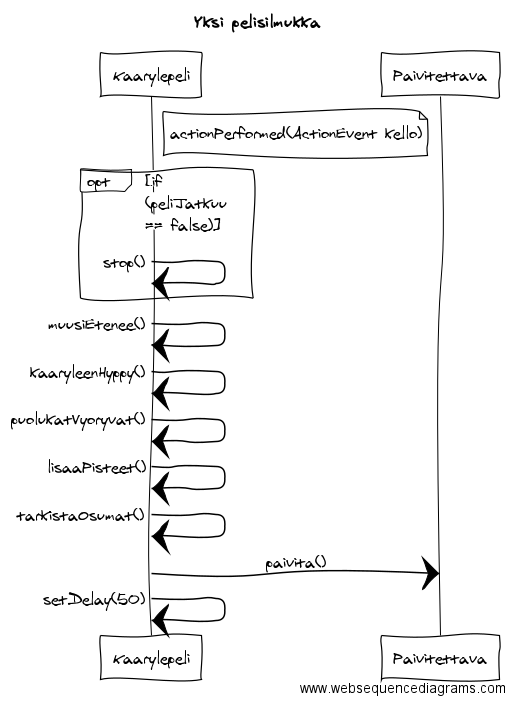 Yksi pelisilmukka
Kaarylepeli
Paivitettava
actionPerformed(ActionEvent kello)
opt
[if
(peliJatkuu
== false)]
stop()
muusiEtenee()
kaaryleenHyppy()
puolukatVyoryvat()
lisaaPisteet()
tarkistaOsumat()
paivita()
setDelay(50)
Kaarylepeli
Paivitettava
www.websequencediagrams.com